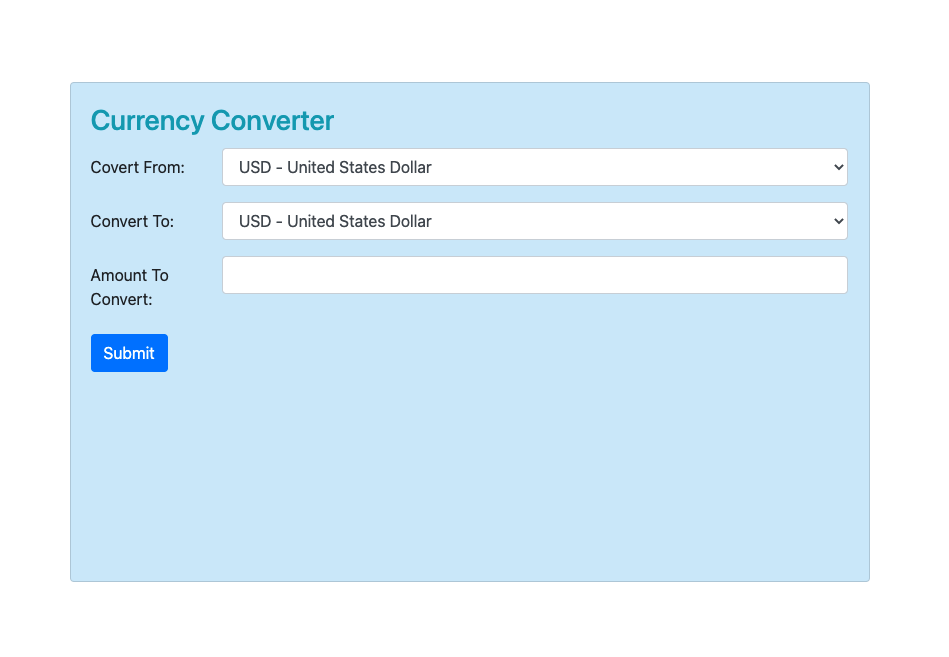 Currency Converter
Covert From:
USD - United States Dollar
Convert To:
USD - United States Dollar
Amount To
Convert:
Submit